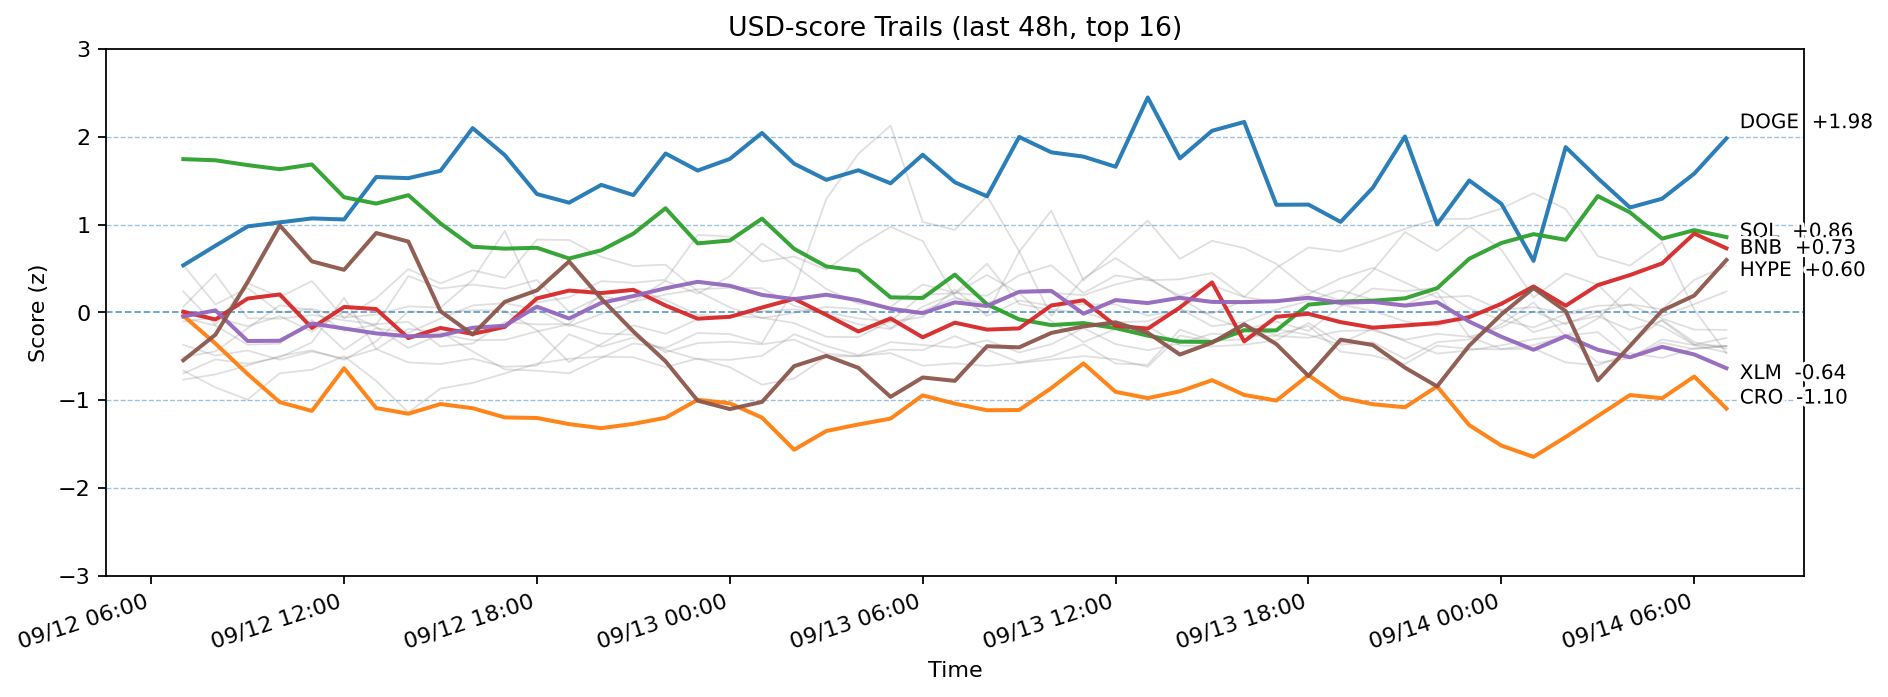 USD-score Trails (last 48h, top 16)
Score (z)
3
2
1
0
−1
−2
−3
DOGE +1.98
SOL +0.86
BNB +0.73
HYPE +0.60
XLM -0.64
CRO -1.10
09/12 06:00
09/12 12:00
09/12 18:00
09/13 00:00
09/13 06:00
09/13 12:00
09/13 18:00
09/14 00:00
09/14 06:00
Time